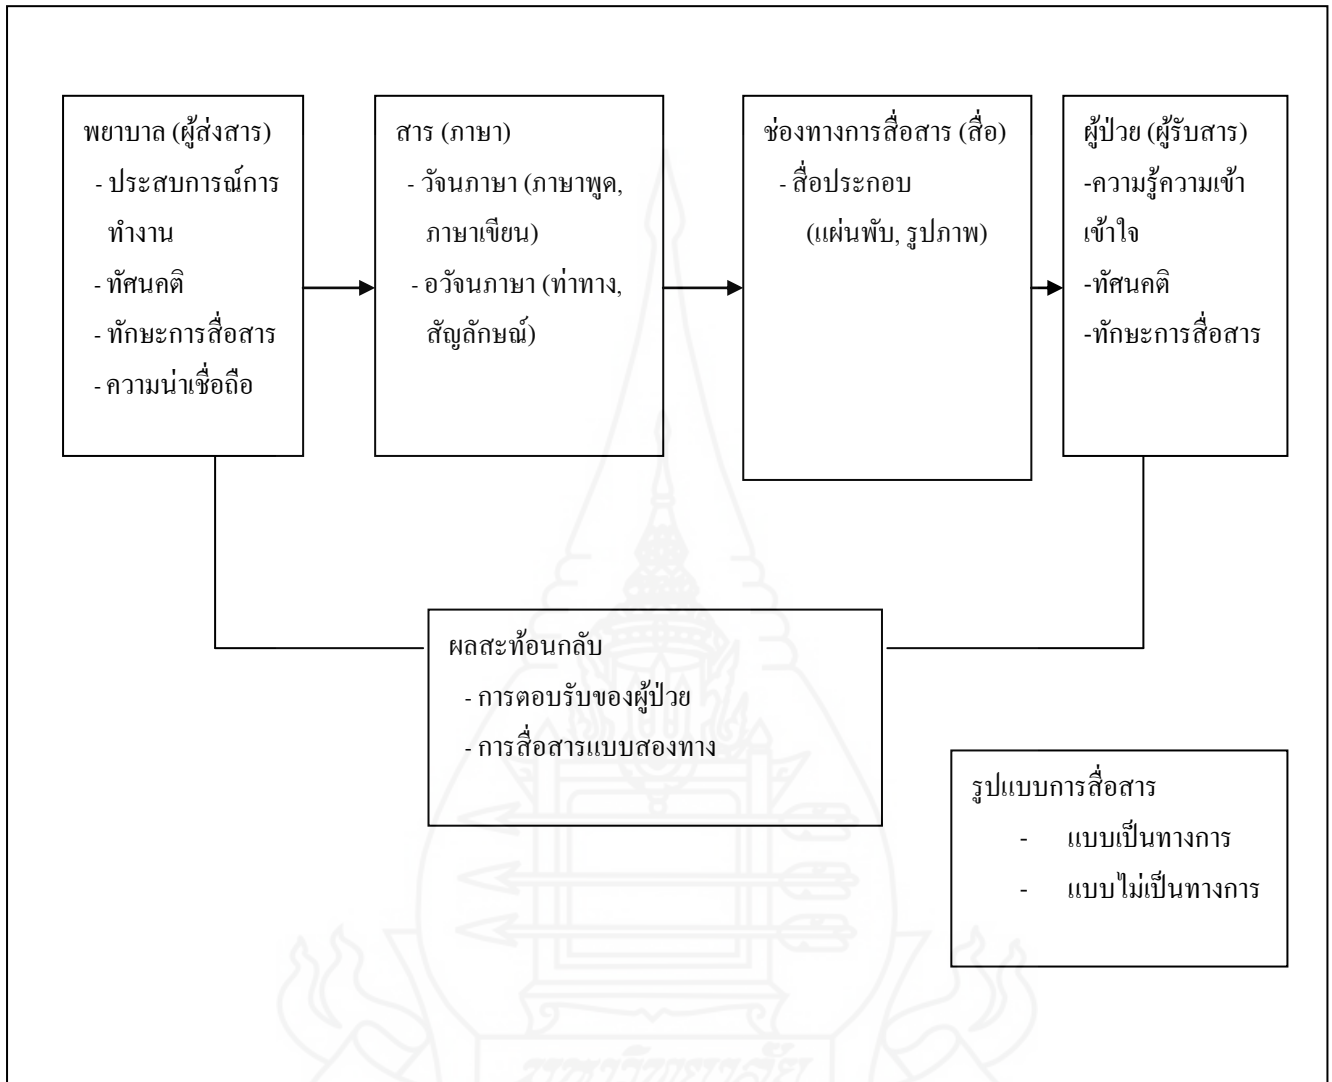 พยาบาล (ผู้ส่งสาร)
- ประสบการณ์การ
ทำงาน
- ทัศนคติ
- ทักษะการสื่อสาร
- ความน่าเชื่อถือ
สาร (ภาษา)
- วัจนภาษา (ภาษาพูด,
ภาษาเขียน)
- อวัจนภาษา (ท่าทาง,
สัญลักษณ์)
ช่องทางการสื่อสาร (สื่อ)
- สื่อประกอบ
(แผ่นพับ, รูปภาพ)
ผู้ป่วย (ผู้รับสาร)
-ความรู้ความเข้า
เข้าใจ
-ทัศนคติ
-ทักษะการสื่อสาร
ผลสะท้อนกลับ
- การตอบรับของผู้ป่วย
- การสื่อสารแบบสองทาง
รูปแบบการสื่อสาร
- แบบเป็นทางการ
- แบบไม่เป็นทางการ